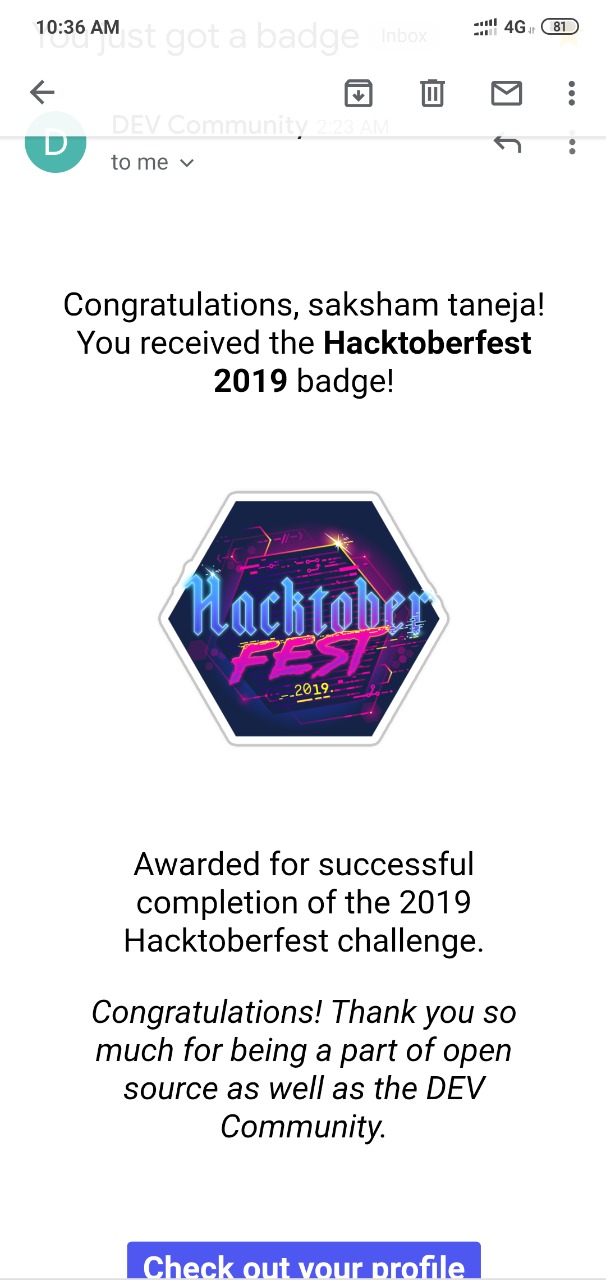 10:36 AM
4G
81
You just got a badge
Inbox
D
DEV Community 2:23 AM
to me
Congratulations, saksham taneja!
You received the Hacktoberfest
2019 badge!
Hacktober
FEST
2019
Awarded for successful
completion of the 2019
Hacktoberfest challenge.
Congratulations! Thank you so
much for being a part of open
source as well as the DEV
Community.
Check out your profile